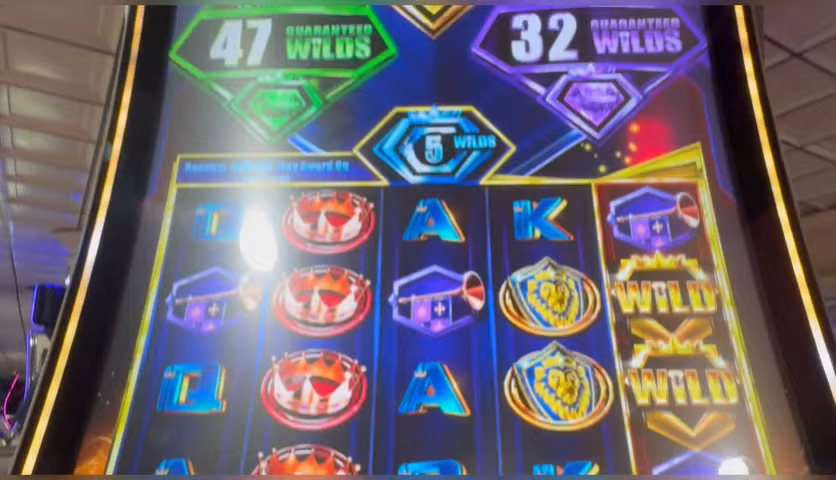 47 GUARANTEED WILDS
32 GUARANTEED WILDS
5 WILDS
Q A K
WILD
Q A WILD